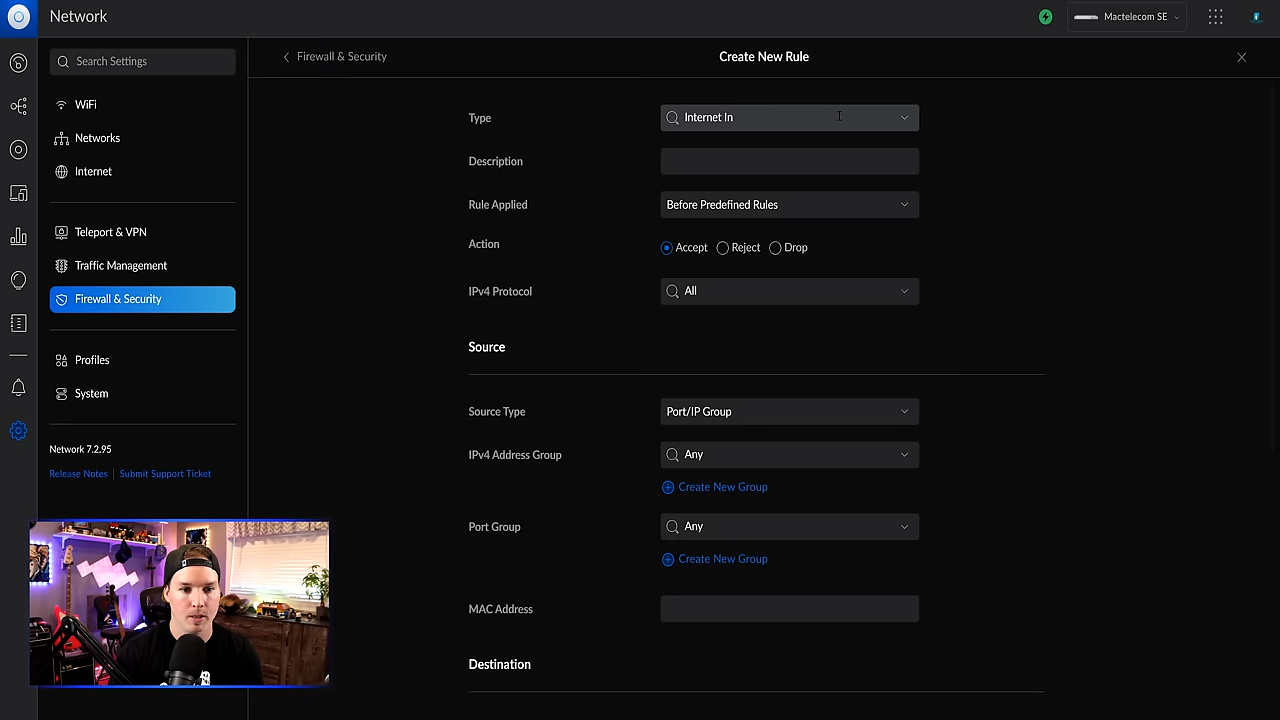 Network
Mactelecom SE
Search Settings
WiFi
Networks
Internet
Teleport & VPN
Traffic Management
Firewall & Security
Profiles
System
Network 7.2.95
Release Notes | Submit Support Ticket
Firewall & Security
Create New Rule
Type
Internet In
Description
Rule Applied
Before Predefined Rules
Action
Accept Reject Drop
IPv4 Protocol
All
Source
Source Type
Port/IP Group
IPv4 Address Group
Any
Create New Group
Port Group
Any
Create New Group
MAC Address
Destination